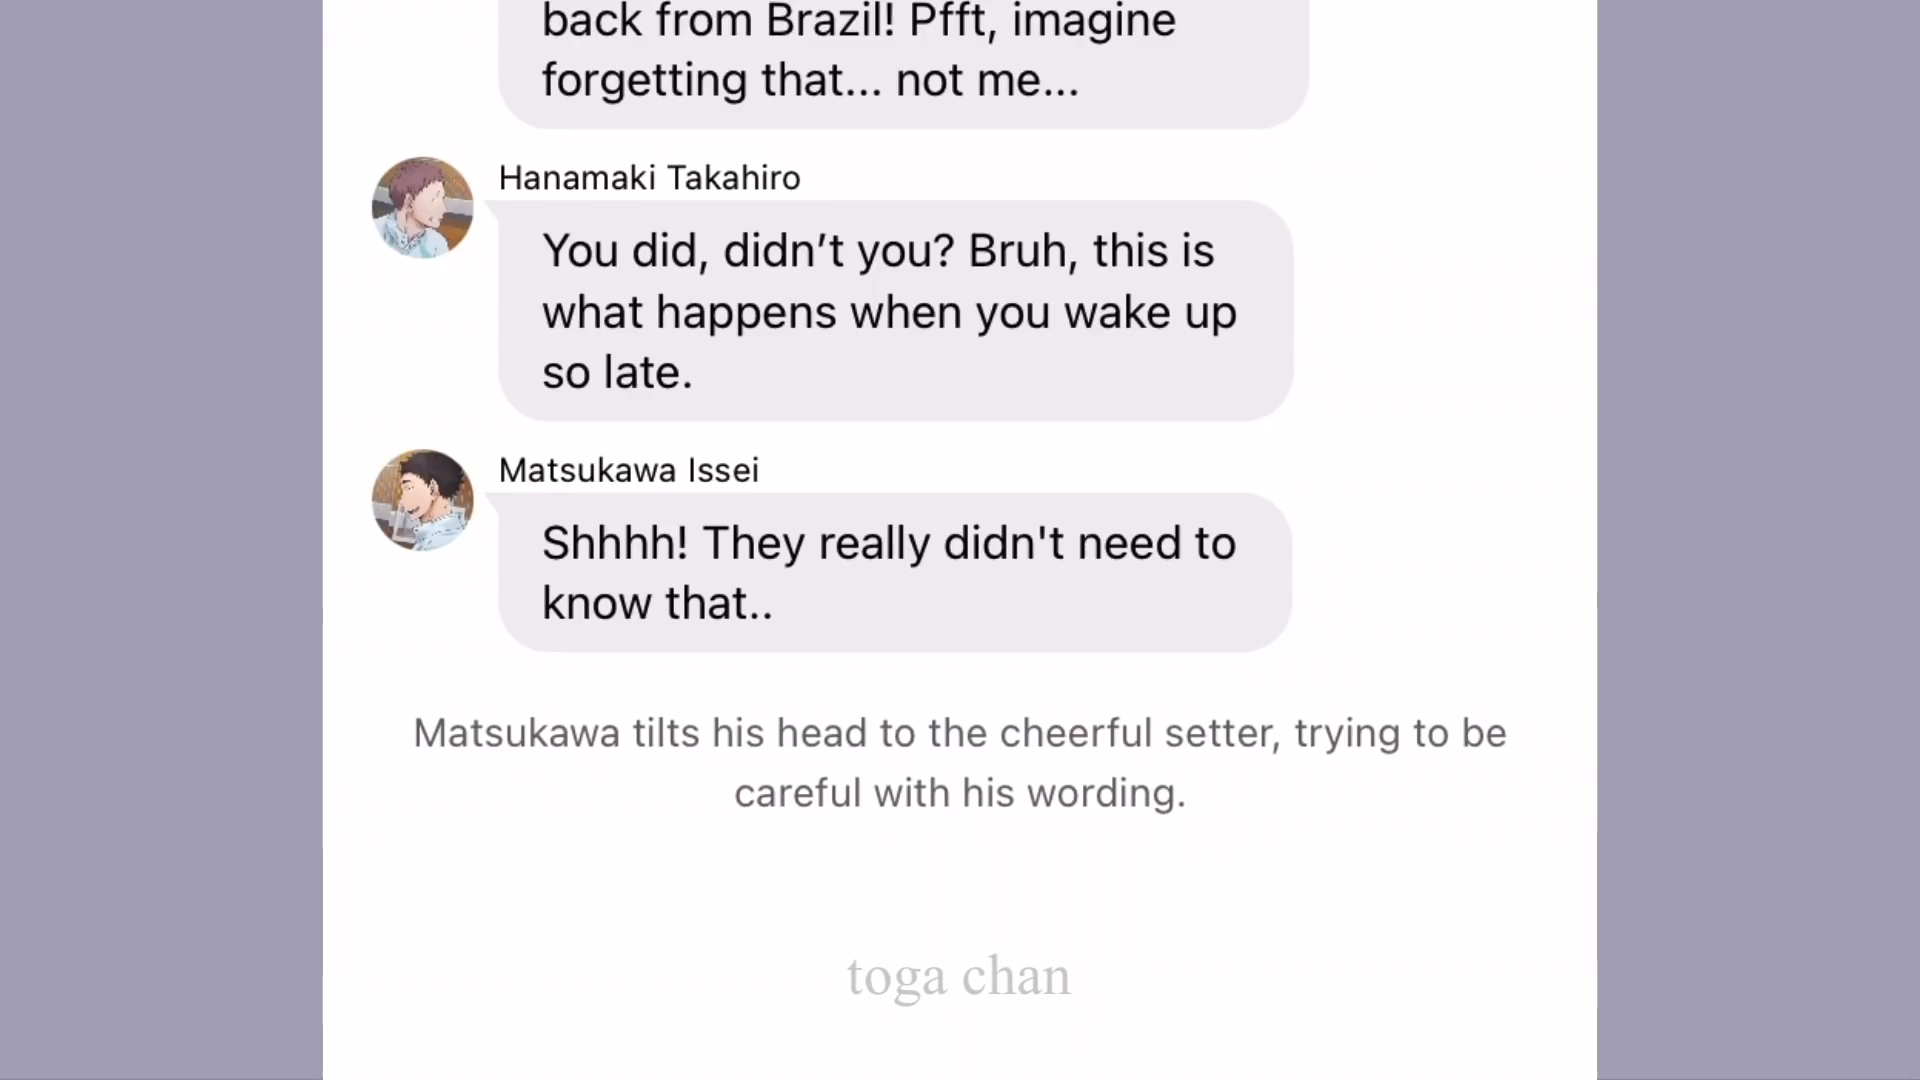 back from Brazil! Pfft, imagine
forgetting that... not me...
Hanamaki Takahiro
You did, didn’t you? Bruh, this is
what happens when you wake up
so late.
Matsukawa Issei
Shhhh! They really didn't need to
know that..
Matsukawa tilts his head to the cheerful setter, trying to be
careful with his wording.
toga chan